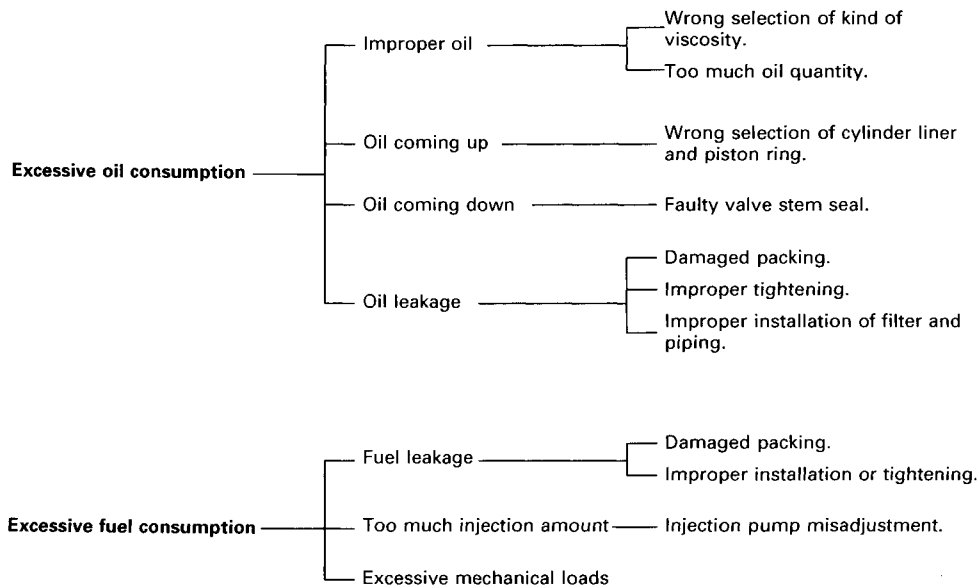 Excessive oil consumption
Improper oil
Wrong selection of kind of
viscosity.
Too much oil quantity.
Oil coming up
Wrong selection of cylinder liner
and piston ring.
Oil coming down
Faulty valve stem seal.
Oil leakage
Damaged packing.
Improper tightening.
Improper installation of filter and
piping.
Excessive fuel consumption
Fuel leakage
Damaged packing.
Improper installation or tightening.
Too much injection amount
Injection pump misadjustment.
Excessive mechanical loads